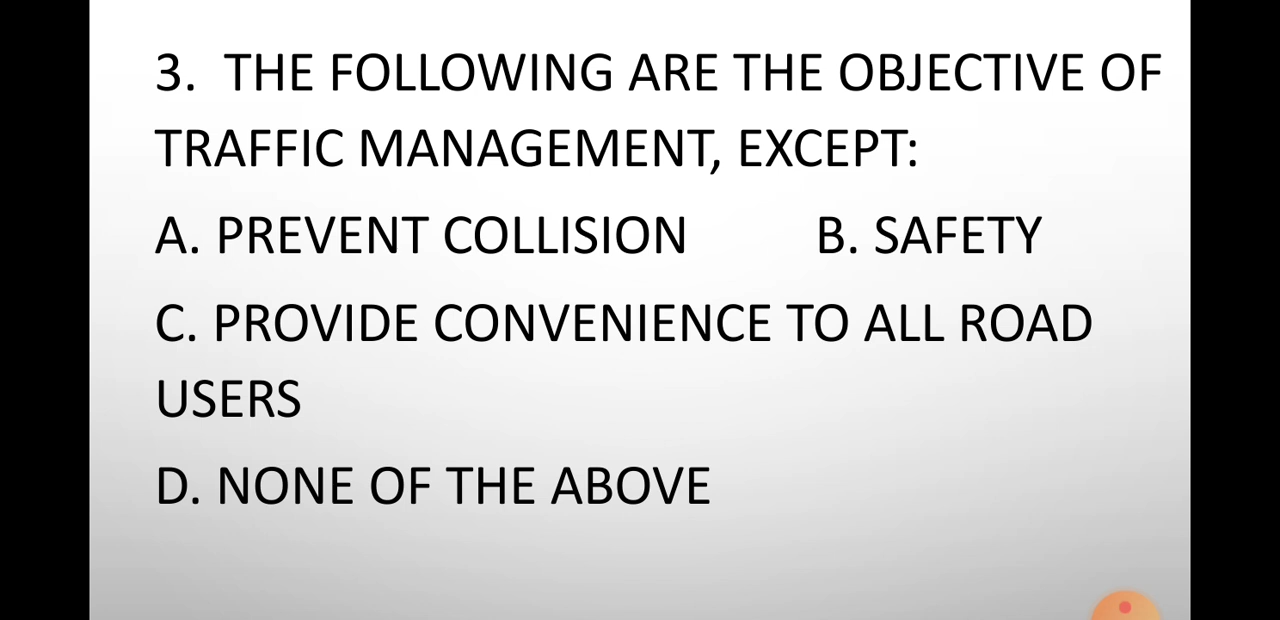 3. THE FOLLOWING ARE THE OBJECTIVE OF
TRAFFIC MANAGEMENT, EXCEPT:
A. PREVENT COLLISION B. SAFETY
C. PROVIDE CONVENIENCE TO ALL ROAD
USERS
D. NONE OF THE ABOVE